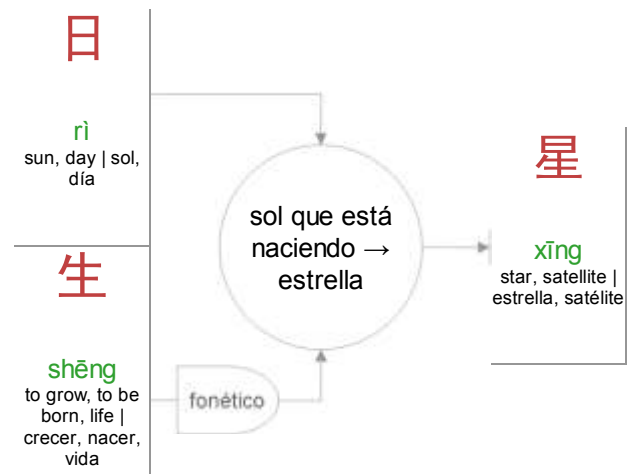 日
rì
sun, day | sol,
día
生
shēng
to grow, to be
born, life |
crecer, nacer,
vida
fonético
sol que está
naciendo →
estrella
星
xīng
star, satellite |
estrella, satélite